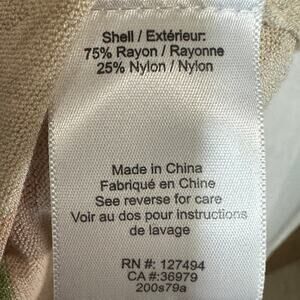 Shell / Extérieur:
75% Rayon / Rayonne
25% Nylon / Nylon
Made in China
Fabriqué en Chine
See reverse for care
Voir au dos pour instructions
de lavage
RN #: 127494
CA #: 36979
200s79a